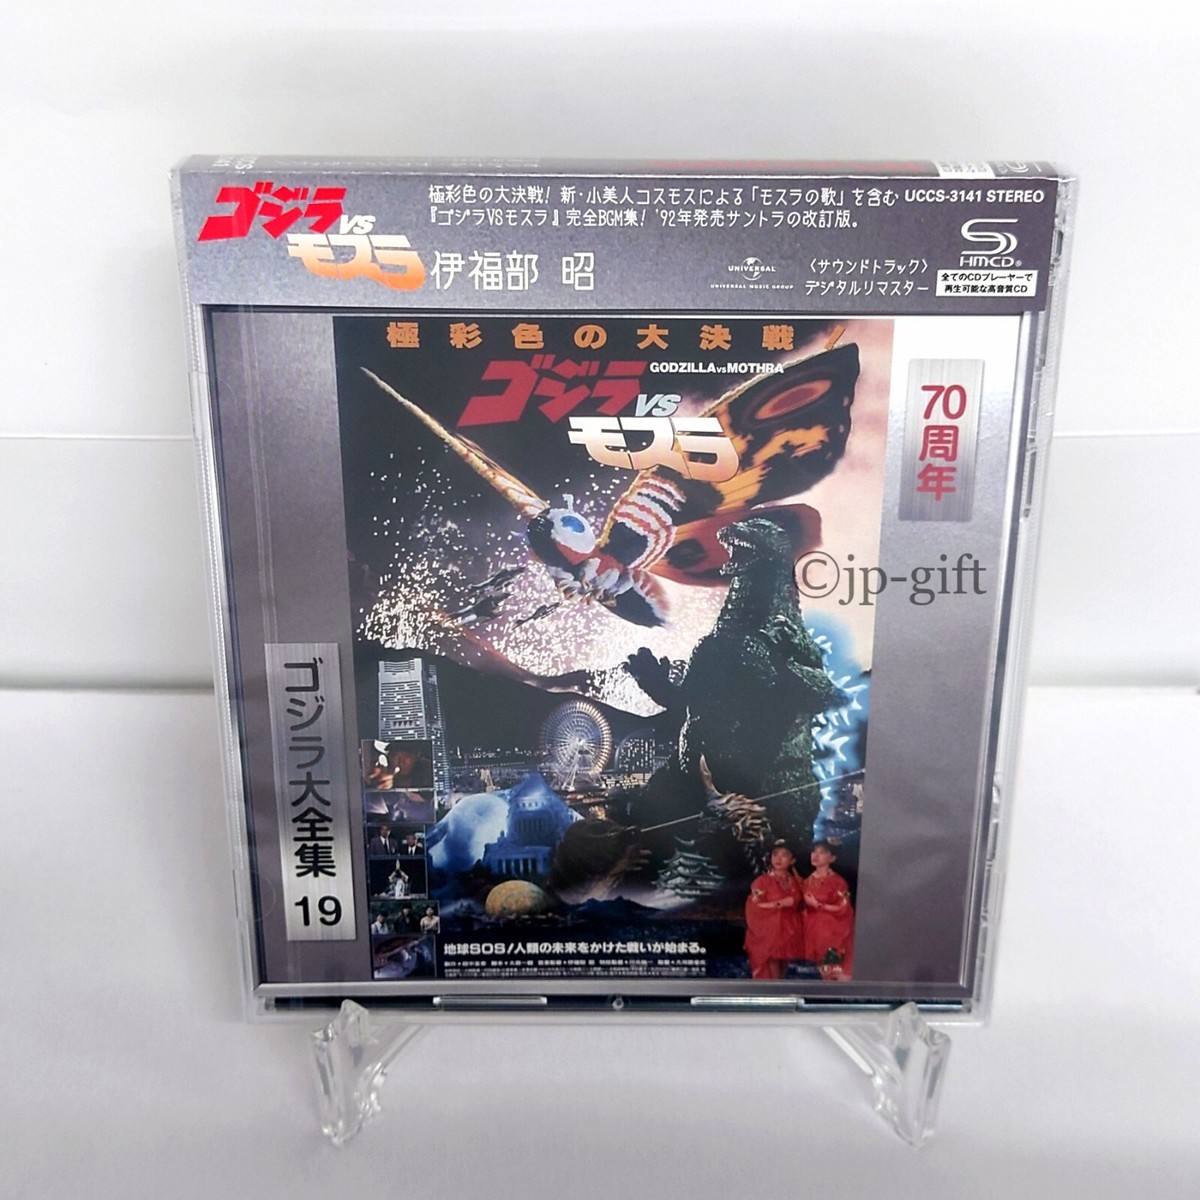 ゴジラ
VS
モスラ
極彩色の大決戦! 新・小美人コスモスによる「モスラの歌」を含む
『ゴジラVSモスラ』完全BGM集! '92年発売サントラの改訂版。
UCCS-3141 STEREO
伊福部 昭
UNIVERSAL
UNIVERSAL MUSIC GROUP
〈サウンドトラック〉
デジタルリマスター
HMCD®
全てのCDプレーヤーで
再生可能な高音質CD
極彩色の大決戦!
GODZILLA vs MOTHRA
ゴジラ
VS
モスラ
70周年
©jp-gift
ゴジラ大全集 19
地球SOS!人類の未来をかけた戦いが始まる。